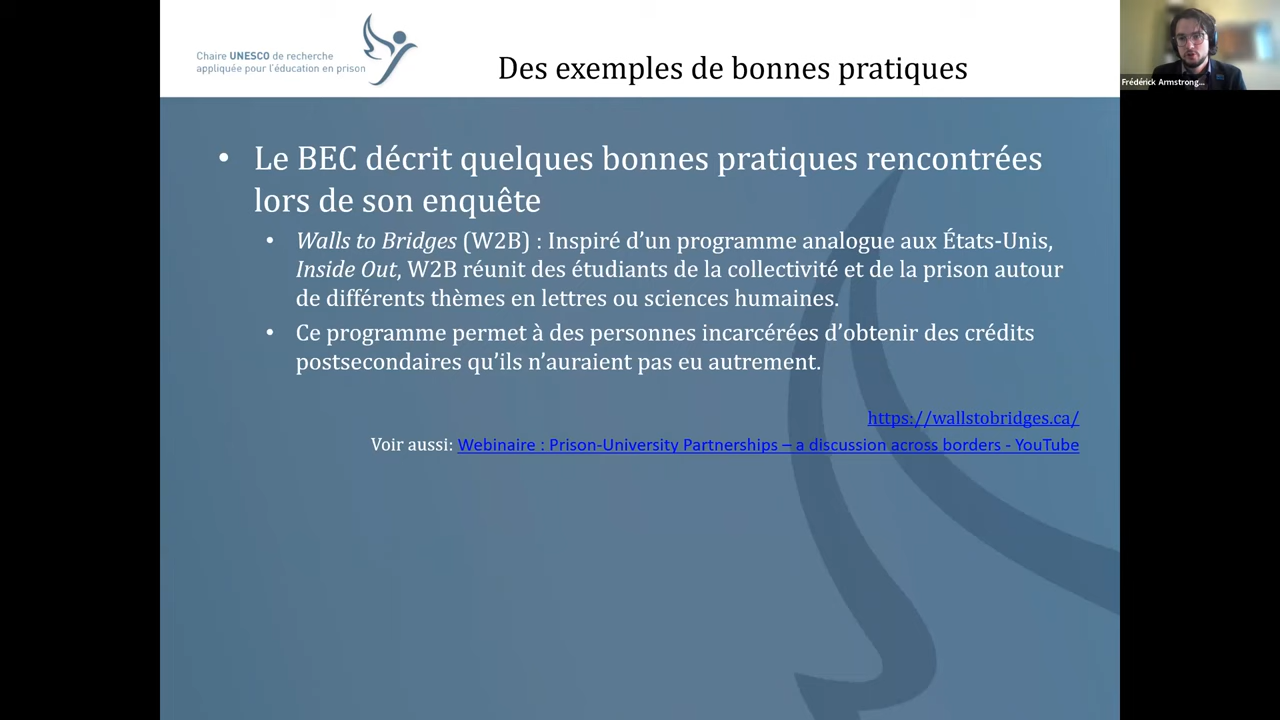 Chaire UNESCO de recherche
appliquée pour l'éducation en prison
Des exemples de bonnes pratiques
Frédérick Armstrong...
• Le BEC décrit quelques bonnes pratiques rencontrées
lors de son enquête
• Walls to Bridges (W2B) : Inspiré d’un programme analogue aux États-Unis,
Inside Out, W2B réunit des étudiants de la collectivité et de la prison autour
de différents thèmes en lettres ou sciences humaines.
• Ce programme permet à des personnes incarcérées d’obtenir des crédits
postsecondaires qu’ils n’auraient pas eu autrement.
https://wallstobridges.ca/
Voir aussi: Webinaire : Prison-University Partnerships – a discussion across borders - YouTube